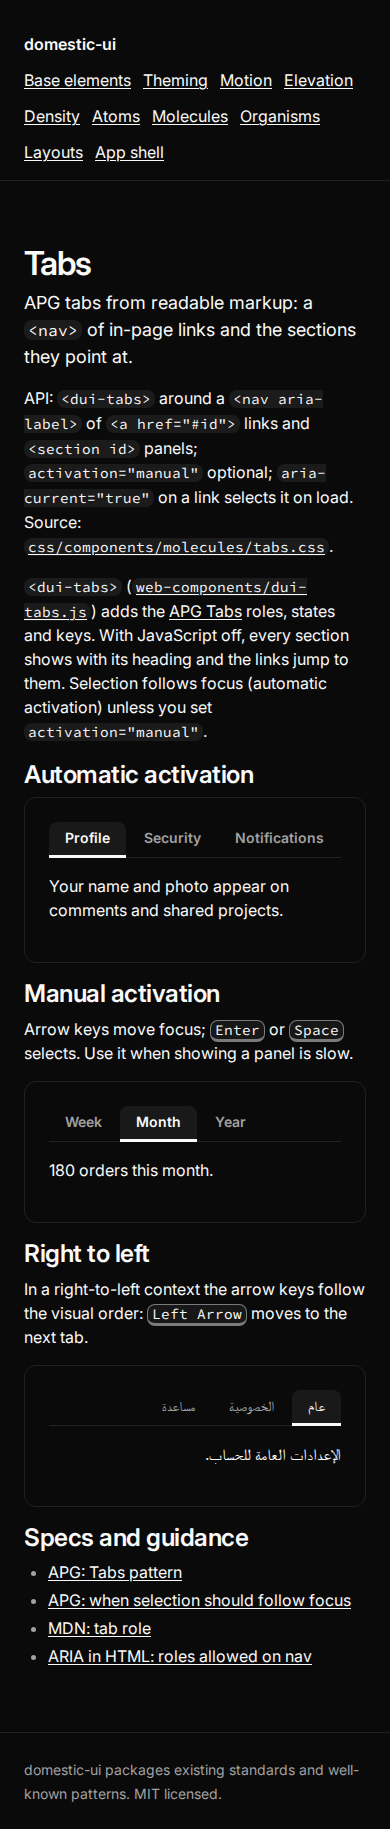 domestic-ui
Base elements Theming Motion Elevation
Density Atoms Molecules Organisms
Layouts App shell
Tabs
APG tabs from readable markup: a
<nav> of in-page links and the sections
they point at.
API: <dui-tabs> around a <nav aria-
label> of <a href="#id"> links and
<section id> panels;
activation="manual" optional; aria-
current="true" on a link selects it on load.
Source:
css/components/molecules/tabs.css.
<dui-tabs> ( web-components/dui-
tabs.js ) adds the APG Tabs roles, states
and keys. With JavaScript off, every section
shows with its heading and the links jump to
them. Selection follows focus (automatic
activation) unless you set
activation="manual".
Automatic activation
Profile Security Notifications
Your name and photo appear on
comments and shared projects.
Manual activation
Arrow keys move focus; Enter or Space
selects. Use it when showing a panel is slow.
Week Month Year
180 orders this month.
Right to left
In a right-to-left context the arrow keys follow
the visual order: Left Arrow moves to the
next tab.
عام الخصوصية مساعدة
الإعدادات العامة للحساب.
Specs and guidance
APG: Tabs pattern
APG: when selection should follow focus
MDN: tab role
ARIA in HTML: roles allowed on nav
domestic-ui packages existing standards and well-
known patterns. MIT licensed.